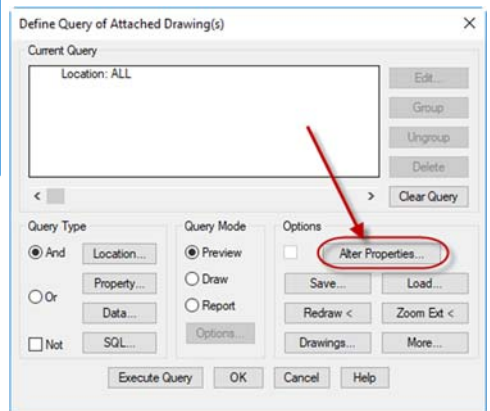 Define Query of Attached Drawing(s)
Current Query
Location: ALL
Edit...
Group
Ungroup
Delete
Clear Query
Query Type
And
Location...
Property...
Or
Data...
Not
SQL...
Query Mode
Preview
Draw
Report
Options...
Options
Alter Properties...
Save...
Load...
Redraw <
Zoom Ext <
Drawings...
More...
Execute Query
OK
Cancel
Help